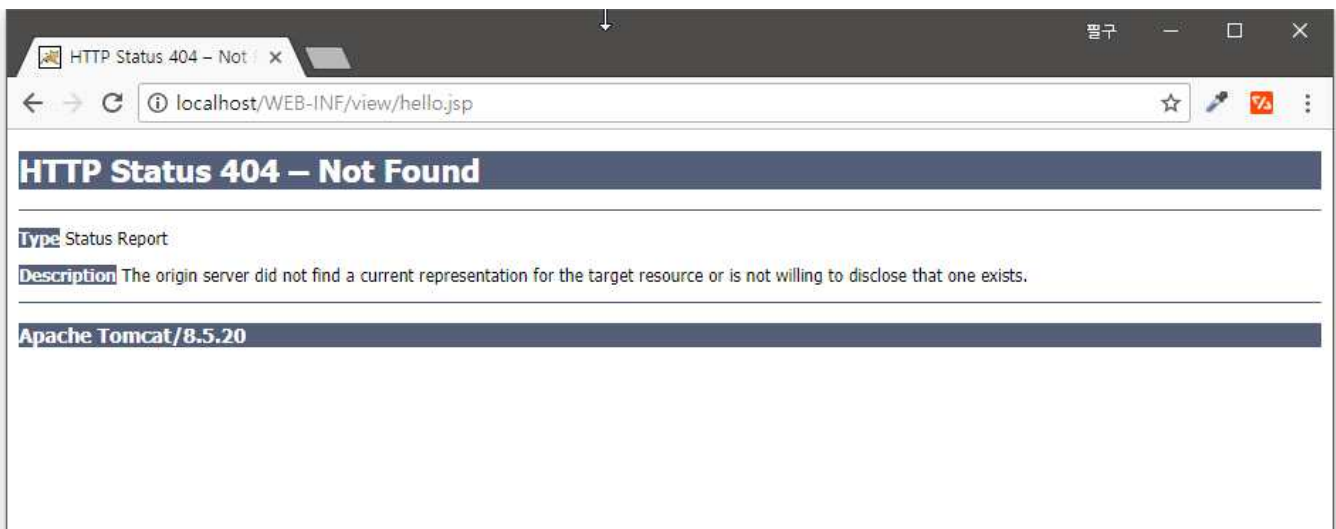 필구
HTTP Status 404 – Not
localhost/WEB-INF/view/hello.jsp
HTTP Status 404 – Not Found
Type Status Report
Description The origin server did not find a current representation for the target resource or is not willing to disclose that one exists.
Apache Tomcat/8.5.20